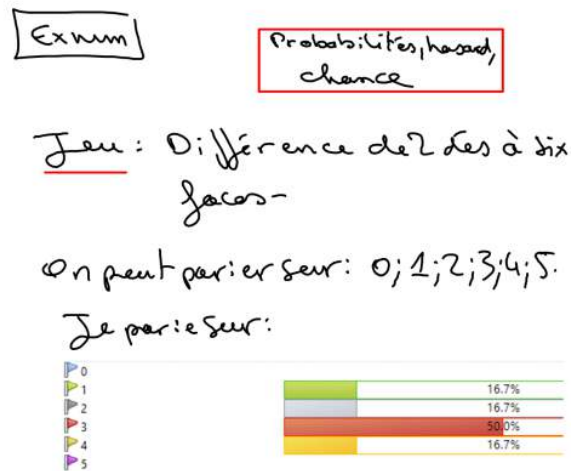 Exnum
Probabilités, hasard,
chance
Jeu : Différence de 2 dés à six
faces-
On peut parier sur : 0; 1; 2; 3; 4; 5.
Je parie sur :
0
1 16.7%
2 16.7%
3 50.0%
4 16.7%
5